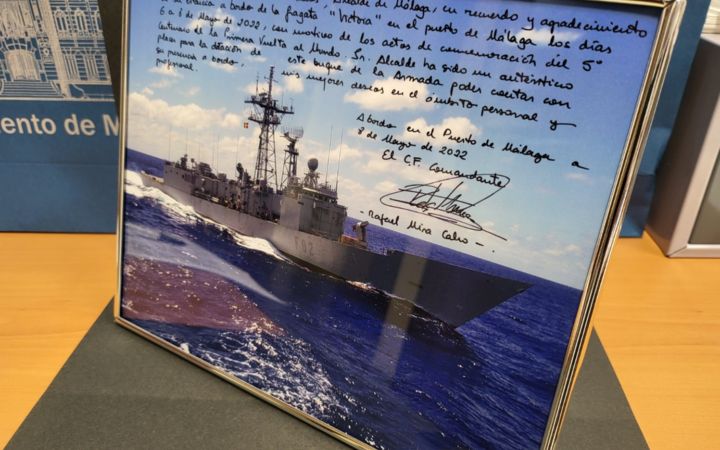 Alcalde de Málaga, en recuerdo y agradecimiento
a bordo de la fragata "Victoria" en el puerto de Málaga los días
6 a 8 de Mayo de 2022, con motivo de los actos de conmemoración del 5º
Centenario de la Primera Vuelta al Mundo. Sr. Alcalde ha sido un auténtico
placer para la dotación de este buque de la Armada poder contar con
su presencia a bordo, mis mejores deseos en el ámbito personal y
profesional.
A bordo en el Puerto de Málaga a
8 de Mayo de 2022
El C.F. Comandante
- Rafael Mira Calvo -.
F82
iento de M